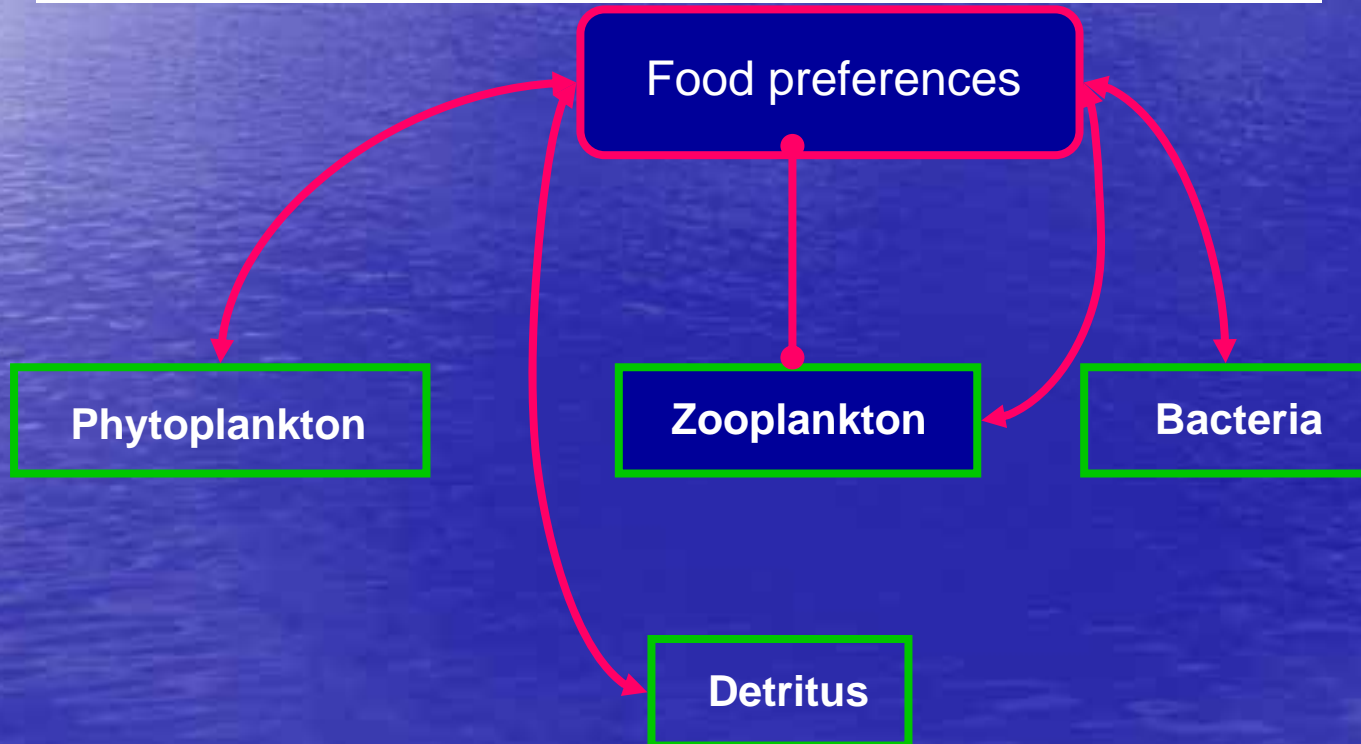 Food preferences
Phytoplankton
Zooplankton
Bacteria
Detritus